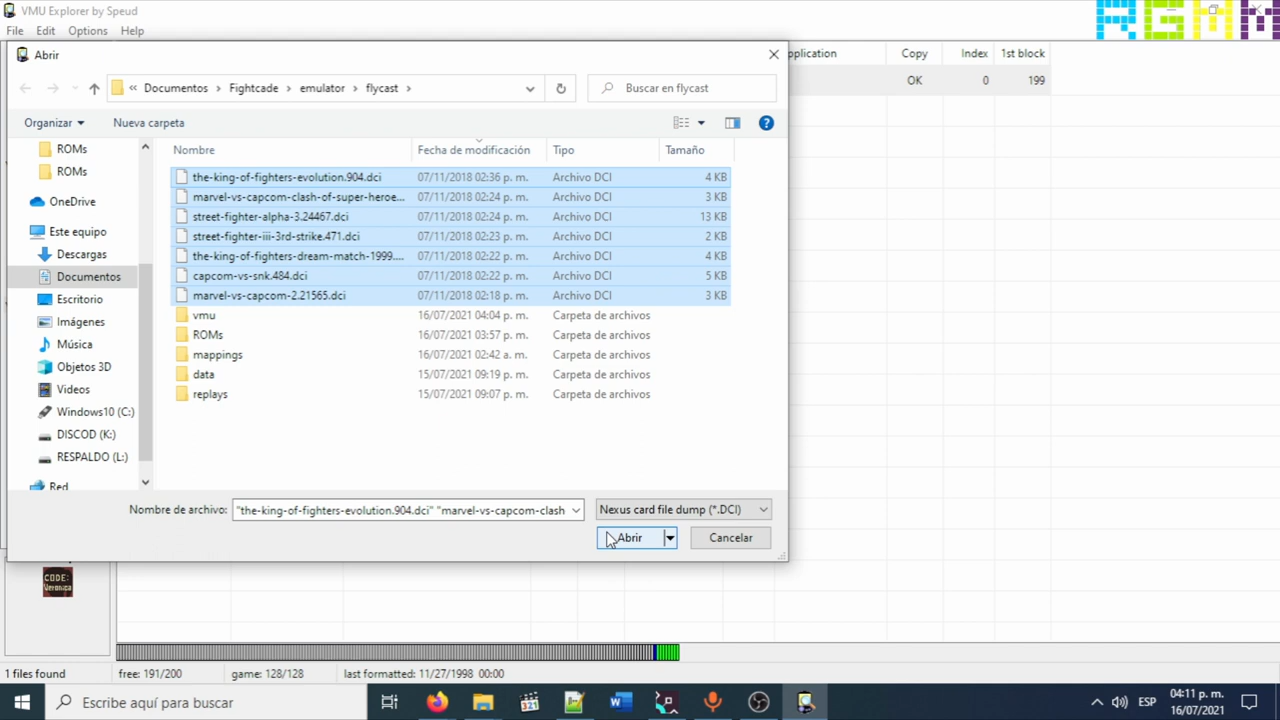 VMU Explorer by Speud
RGMM
File Edit Options Help
Abrir
pplication Copy Index 1st block
OK 0 199
« Documentos > Fightcade > emulator > flycast >
Buscar en flycast
Organizar Nueva carpeta
Nombre Fecha de modificación Tipo Tamaño
ROMs
ROMs
OneDrive
Este equipo
Descargas
Documentos
Escritorio
Imágenes
Música
Objetos 3D
Videos
Windows10 (C:)
DISCOD (K:)
RESPALDO (L:)
Red
the-king-of-fighters-evolution.904.dci 07/11/2018 02:36 p. m. Archivo DCI 4 KB
marvel-vs-capcom-clash-of-super-heroe... 07/11/2018 02:24 p. m. Archivo DCI 3 KB
street-fighter-alpha-3.24467.dci 07/11/2018 02:24 p. m. Archivo DCI 13 KB
street-fighter-iii-3rd-strike.471.dci 07/11/2018 02:23 p. m. Archivo DCI 2 KB
the-king-of-fighters-dream-match-1999.... 07/11/2018 02:22 p. m. Archivo DCI 4 KB
capcom-vs-snk.484.dci 07/11/2018 02:22 p. m. Archivo DCI 5 KB
marvel-vs-capcom-2.21565.dci 07/11/2018 02:18 p. m. Archivo DCI 3 KB
vmu 16/07/2021 04:04 p. m. Carpeta de archivos
ROMs 16/07/2021 03:57 p. m. Carpeta de archivos
mappings 16/07/2021 02:42 a. m. Carpeta de archivos
data 15/07/2021 09:19 p. m. Carpeta de archivos
replays 15/07/2021 09:07 p. m. Carpeta de archivos
Nombre de archivo: "the-king-of-fighters-evolution.904.dci" "marvel-vs-capcom-clash Nexus card file dump (*.DCI)
Abrir Cancelar
CODE:
Veronica
1 files found free: 191/200 game: 128/128 last formatted: 11/27/1998 00:00
Escribe aquí para buscar
ESP
04:11 p. m.
16/07/2021